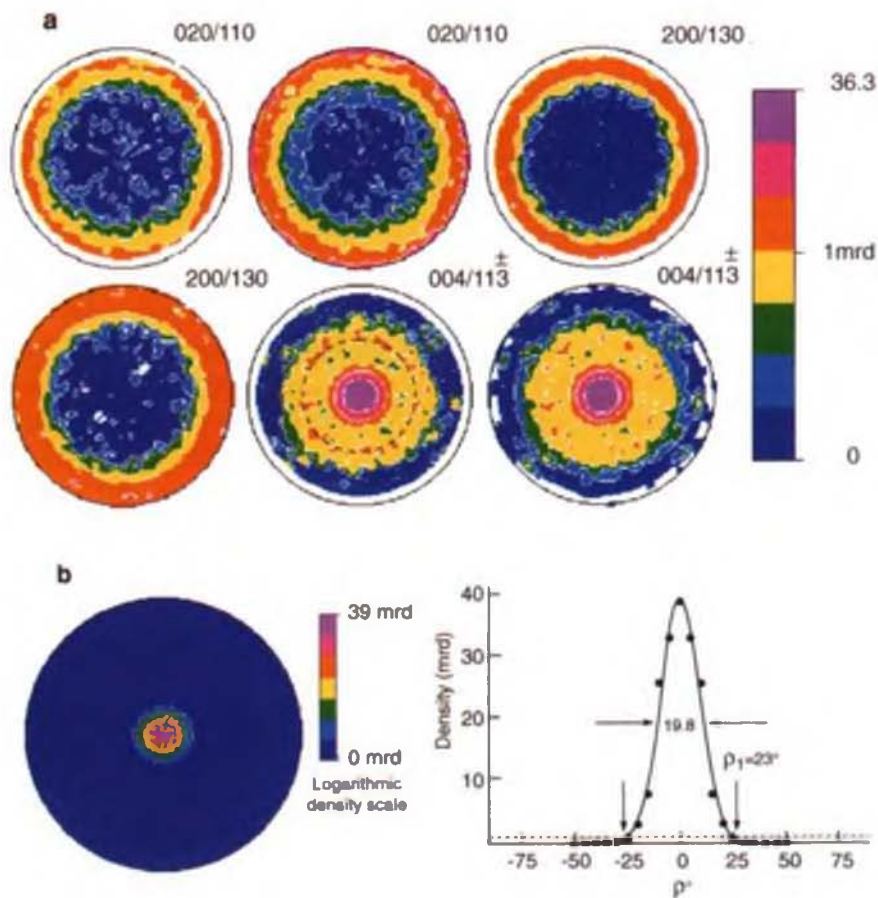 a
020/110
020/110
200/130
36.3
1mrd
0
200/130
004/113
±
004/113
±
b
39 mrd
0 mrd
Logarithmic
density scale
Density (mrd)
40
30
20
10
19.8
ρ₁=23°
-75
-50
-25
0
25
50
75
ρ°